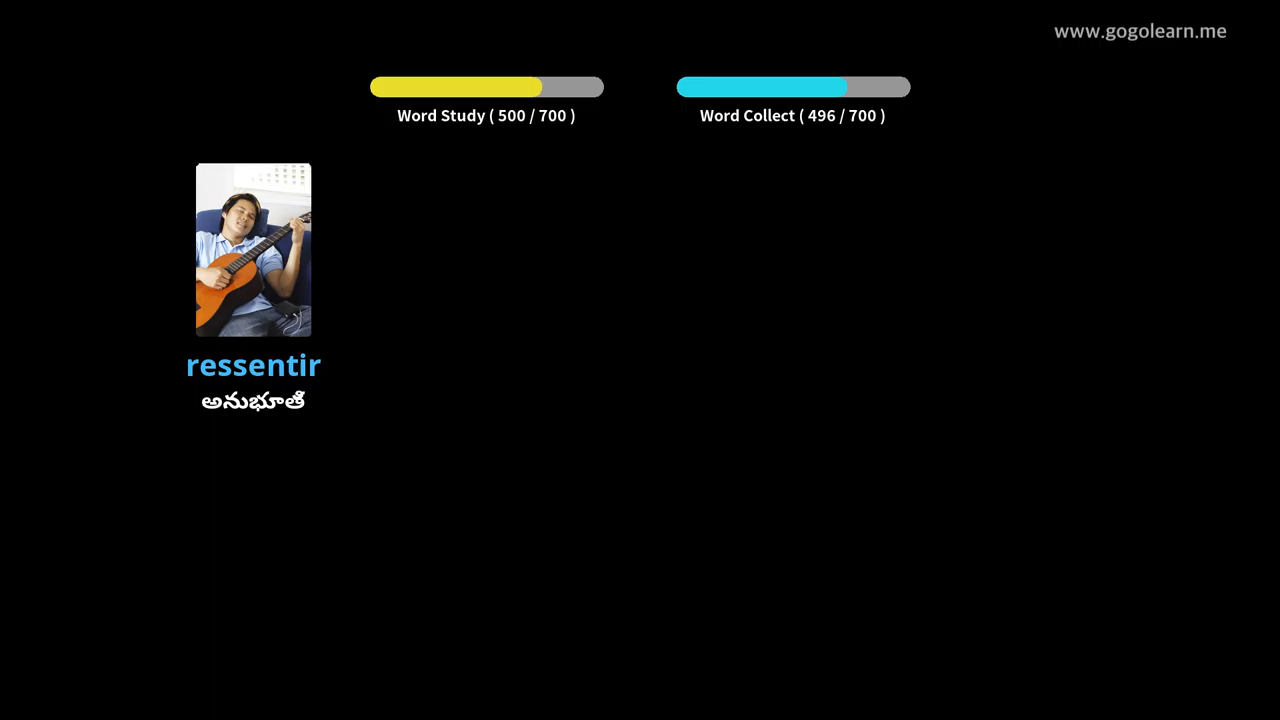 www.gogolearn.me
Word Study ( 500 / 700 )
Word Collect ( 496 / 700 )
ressentir
అనుభూతి